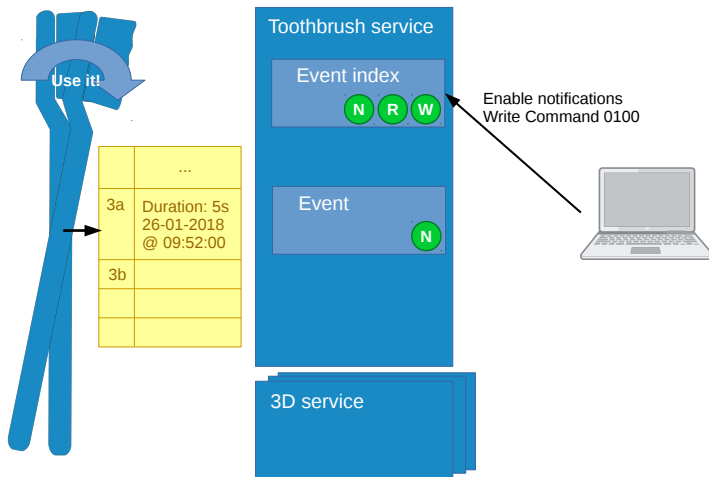 Toothbrush service
Use it!
Event index
N R W
Enable notifications
Write Command 0100
...
3a
Duration: 5s
26-01-2018
@ 09:52:00
Event
N
3b
3D service